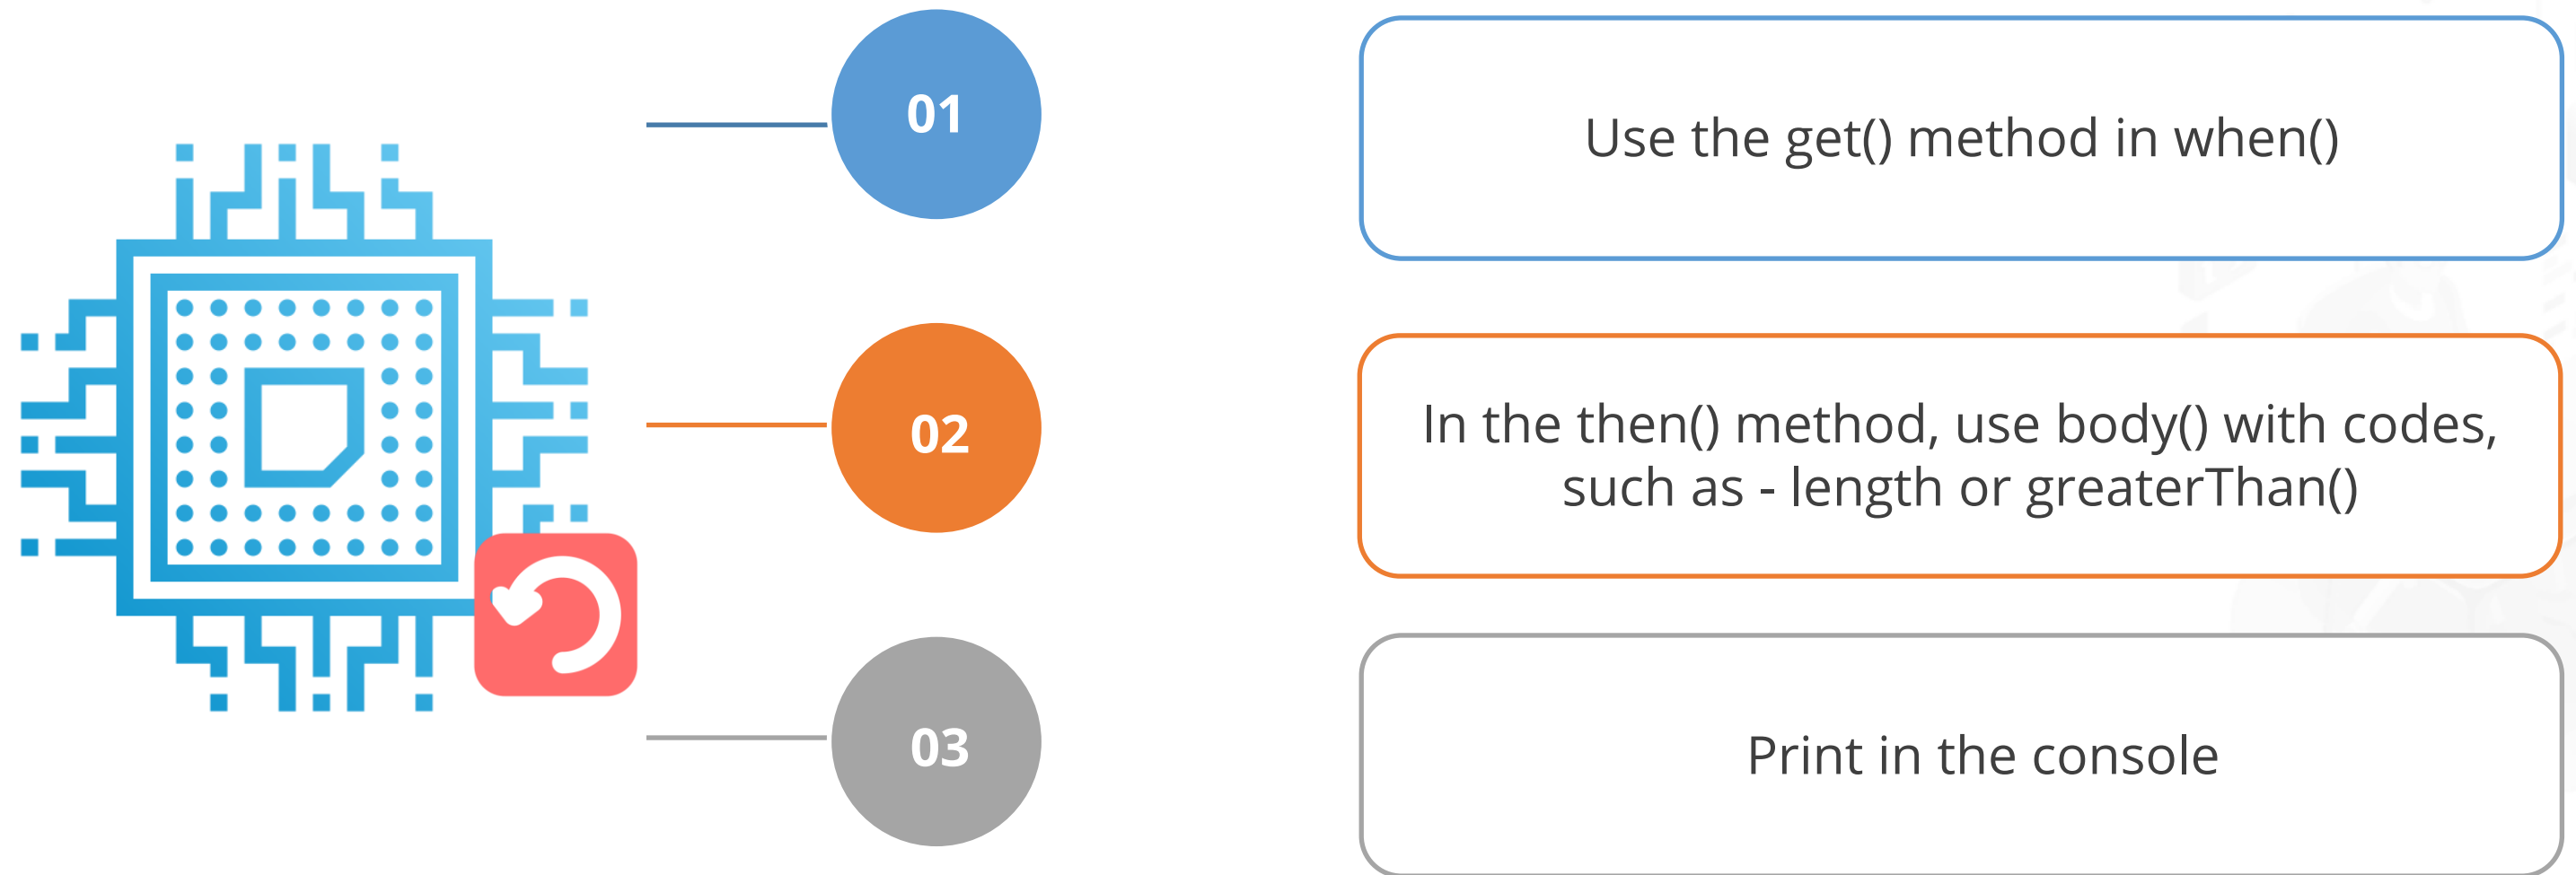 01
Use the get() method in when()
02
In the then() method, use body() with codes,
such as - length or greaterThan()
03
Print in the console